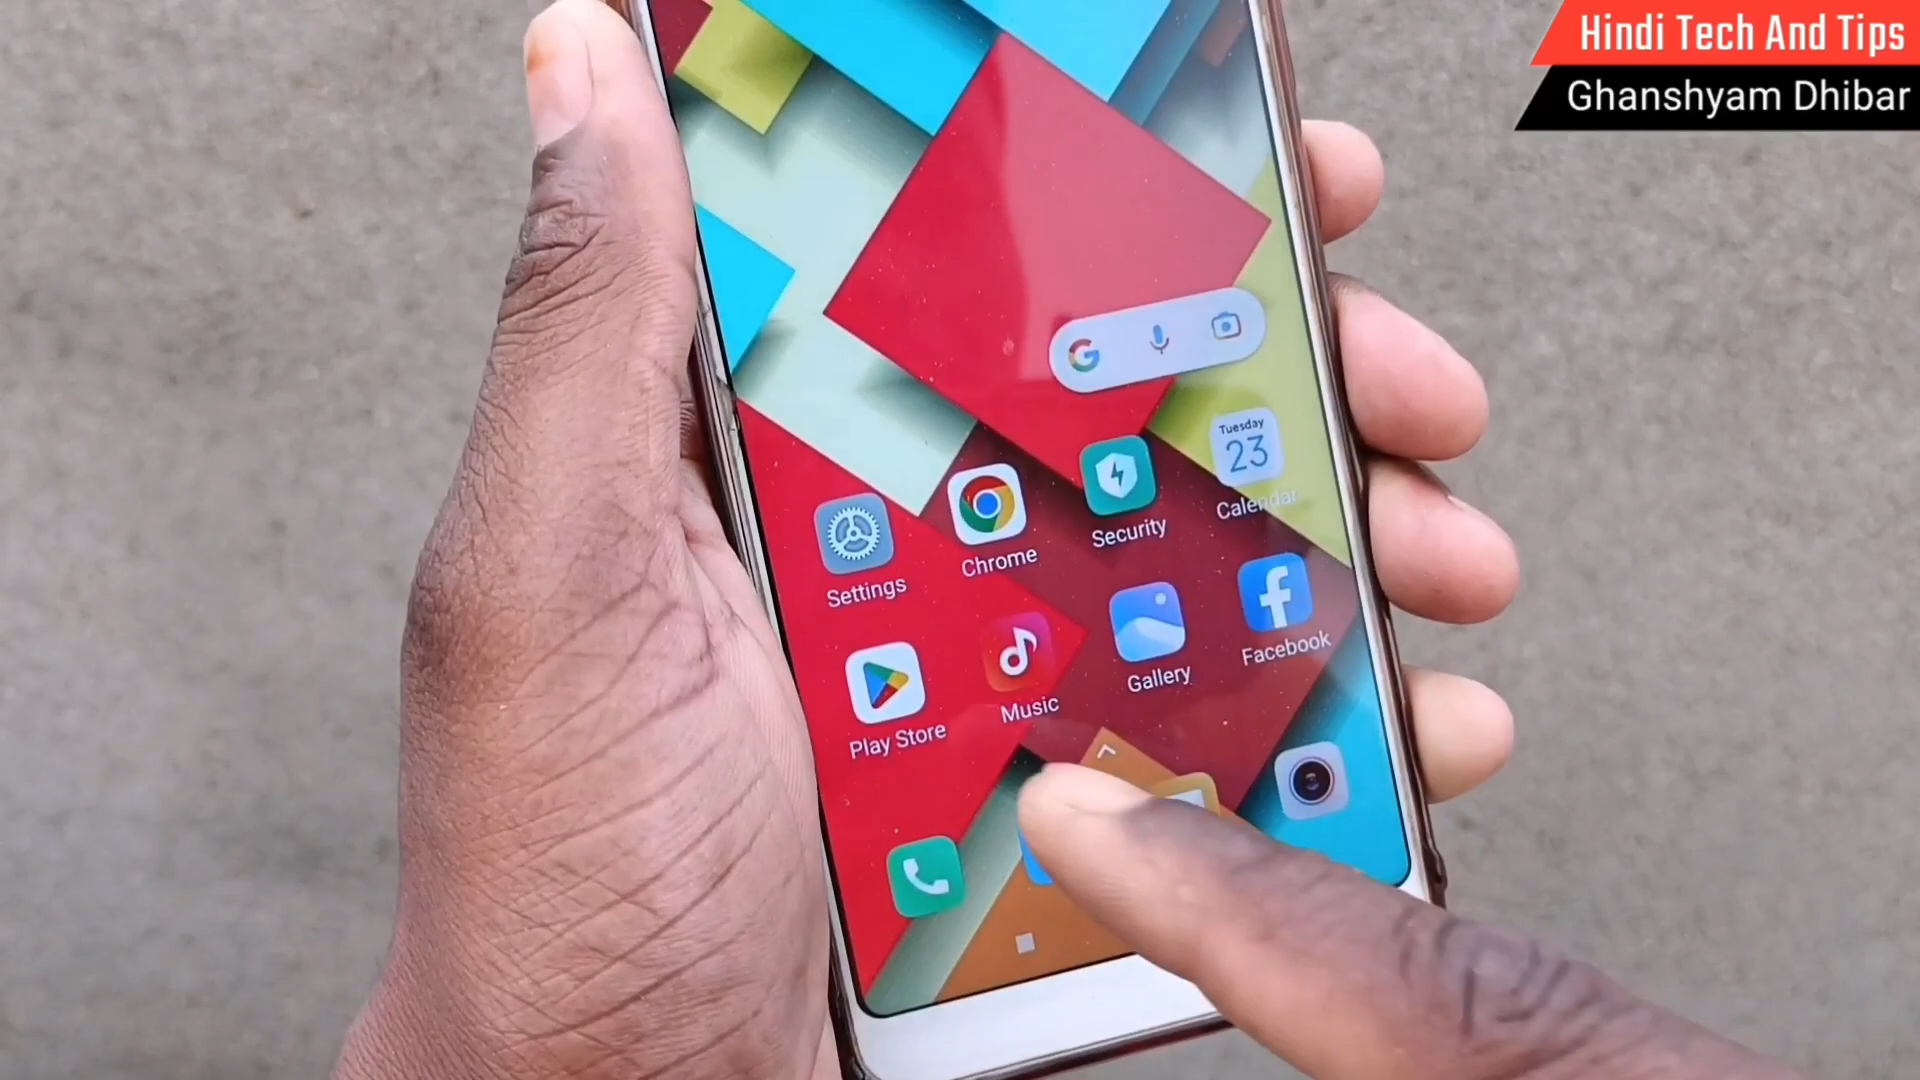 Hindi Tech And Tips
Ghanshyam Dhibar
G
Tuesday
23
Settings
Chrome
Security
Calendar
Play Store
Music
Gallery
Facebook